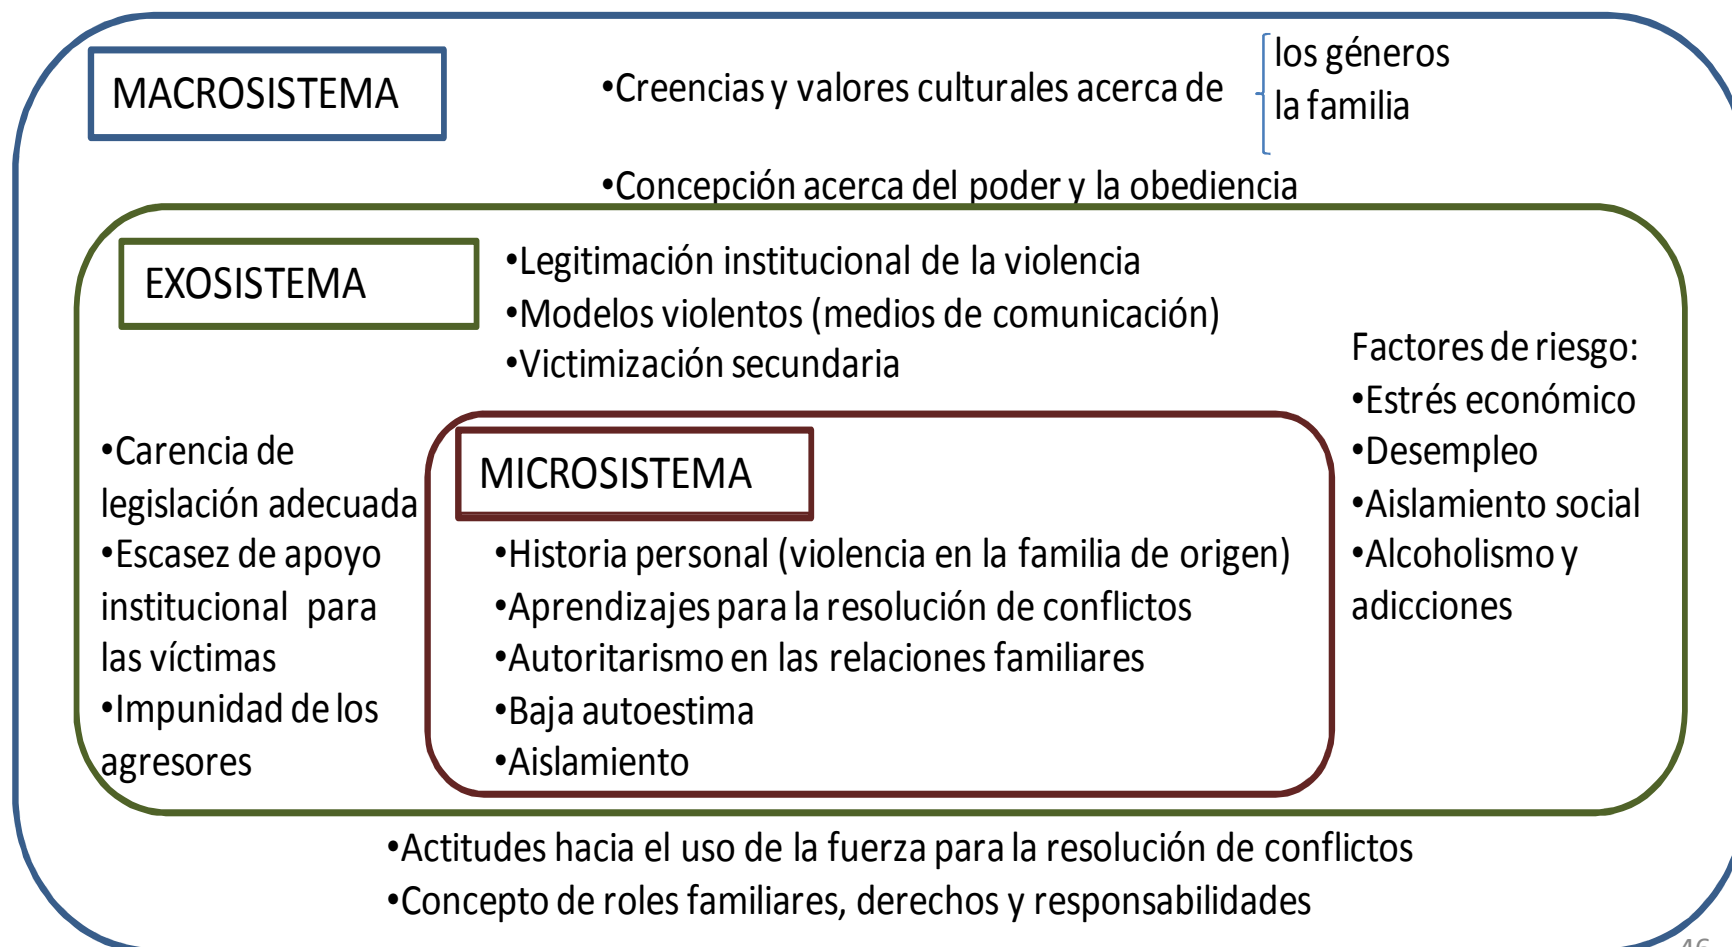 MACROSISTEMA
•Creencias y valores culturales acerca de
los géneros
la familia
•Concepción acerca del poder y la obediencia
EXOSISTEMA
•Legitimación institucional de la violencia
•Modelos violentos (medios de comunicación)
•Victimización secundaria
•Carencia de
legislación adecuada
•Escasez de apoyo
institucional para
las víctimas
•Impunidad de los
agresores
MICROSISTEMA
•Historia personal (violencia en la familia de origen)
•Aprendizajes para la resolución de conflictos
•Autoritarismo en las relaciones familiares
•Baja autoestima
•Aislamiento
Factores de riesgo:
•Estrés económico
•Desempleo
•Aislamiento social
•Alcoholismo y
adicciones
•Actitudes hacia el uso de la fuerza para la resolución de conflictos
•Concepto de roles familiares, derechos y responsabilidades
46